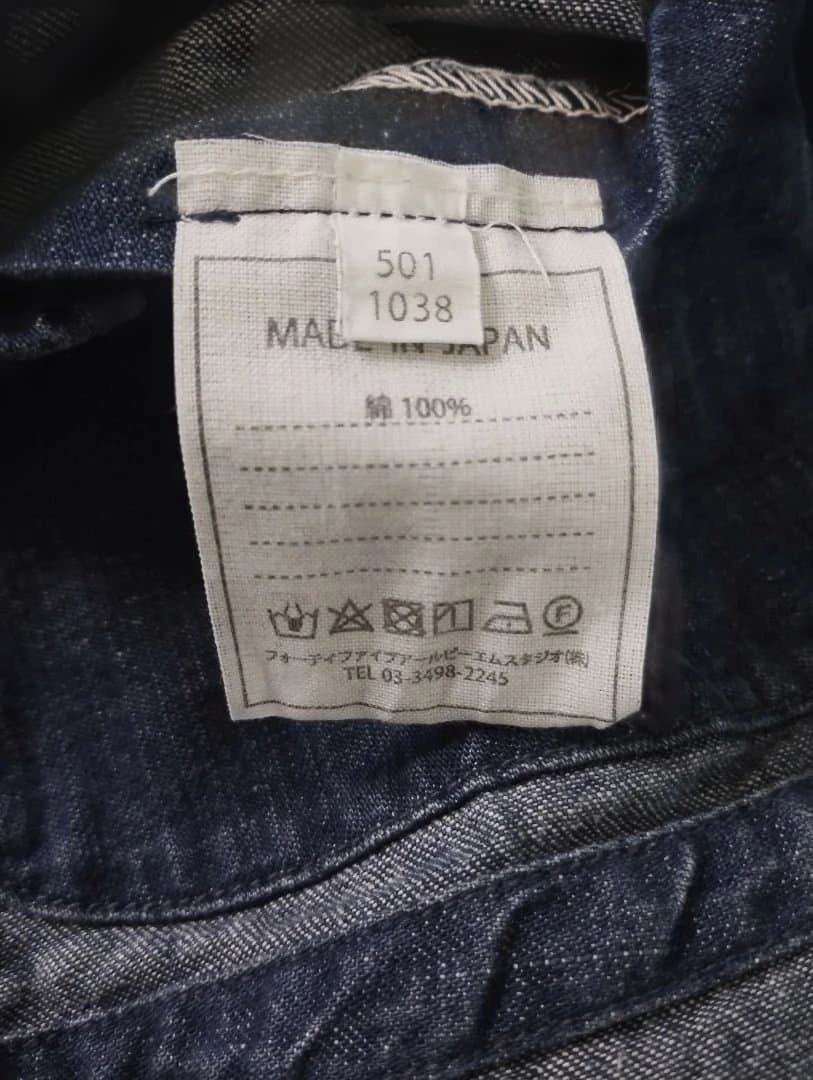 501
1038
MADE IN JAPAN
綿 100%
F
フォーティファイブアールピーエムスタジオ(株)
TEL 03-3498-2245